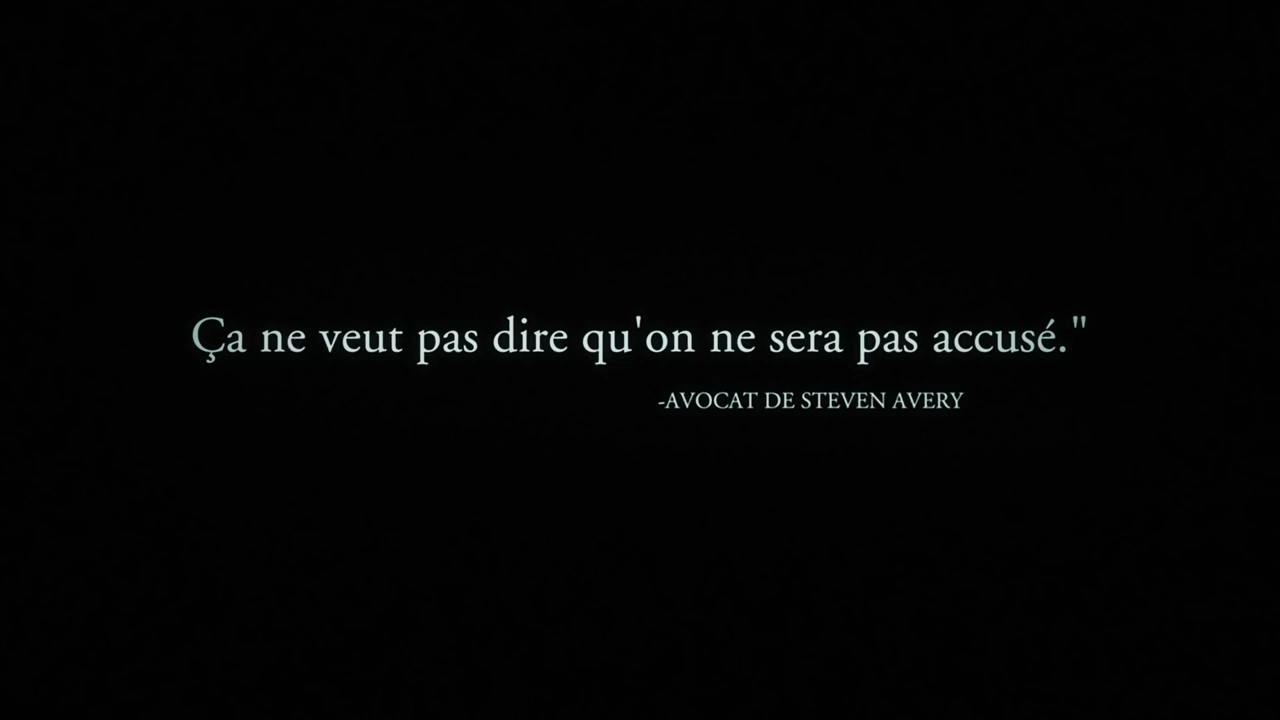 Ça ne veut pas dire qu'on ne sera pas accusé."
-AVOCAT DE STEVEN AVERY